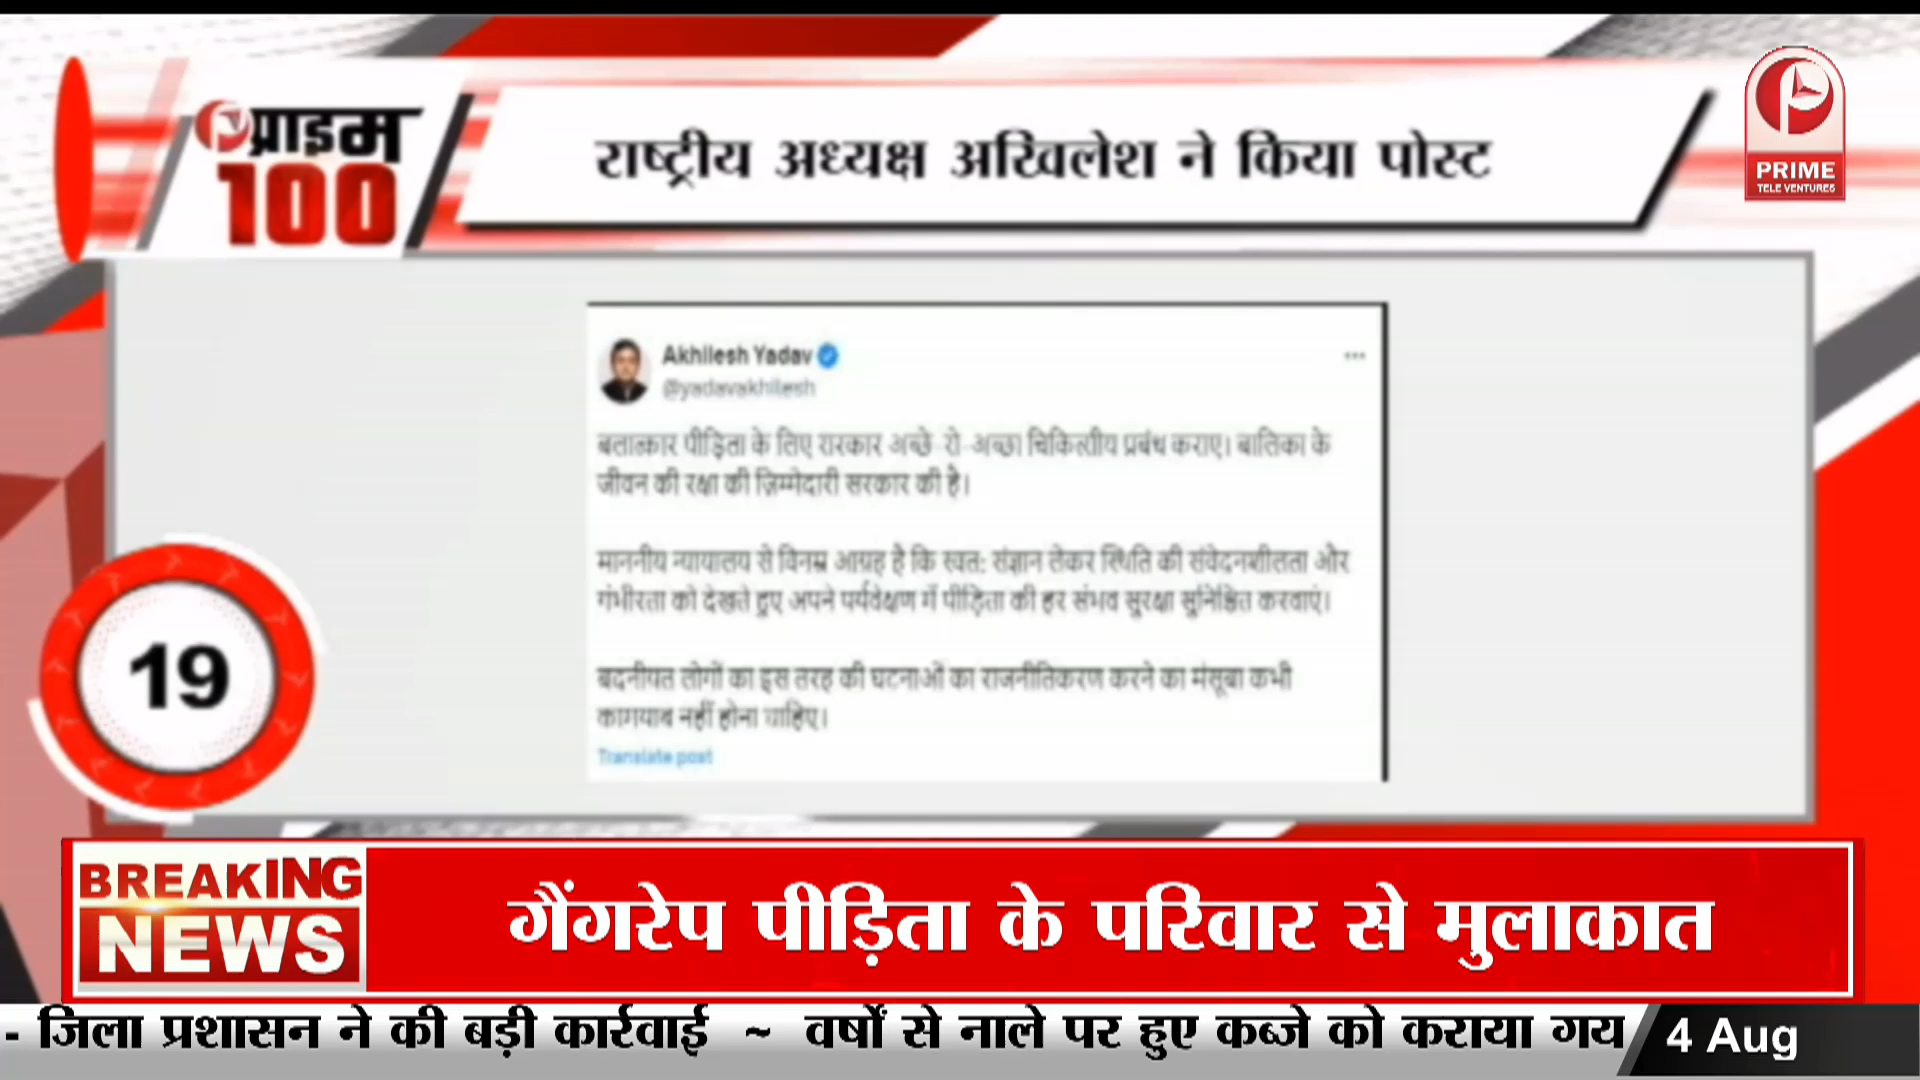 प्राइम
100
राष्ट्रीय अध्यक्ष अखिलेश ने किया पोस्ट
PRIME
TELE VENTURES
Akhilesh Yadav
@yadavakhilesh
बलात्कार पीड़िता के लिए सरकार अच्छे-से-अच्छा चिकित्सीय प्रबंध कराए। बालिका के
जीवन की रक्षा की ज़िम्मेदारी सरकार की है।
माननीय न्यायालय से विनम्र आग्रह है कि स्वत: संज्ञान लेकर स्थिति की संवेदनशीलता और
गंभीरता को देखते हुए अपने पर्यवेक्षण में पीड़िता की हर संभव सुरक्षा सुनिश्चित करवाएं।
बदनीयत लोगों का इस तरह की घटनाओं का राजनीतिकरण करने का मंसूबा कभी
कामयाब नहीं होना चाहिए।
Translate post
19
BREAKING
NEWS
गैंगरेप पीड़िता के परिवार से मुलाकात
- जिला प्रशासन ने की बड़ी कार्रवाई ~ वर्षों से नाले पर हुए कब्जे को कराया गय
4 Aug